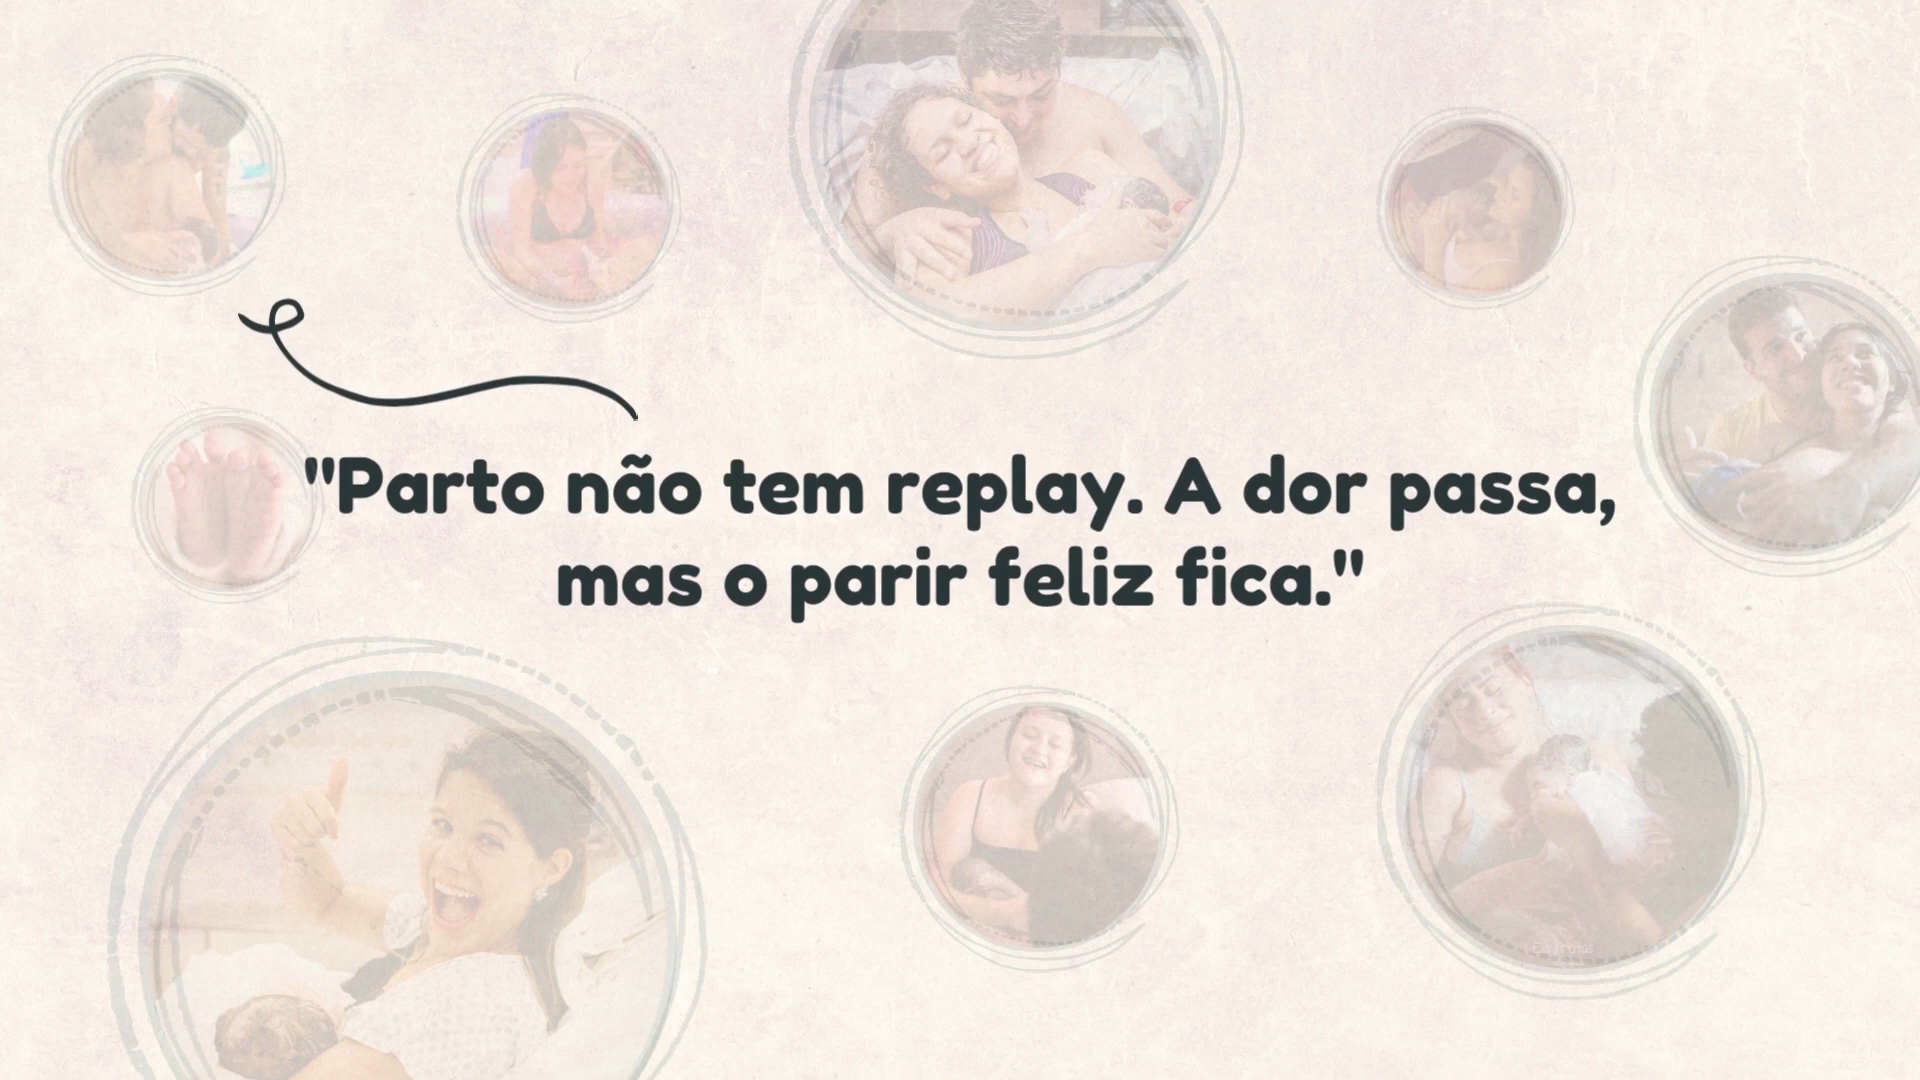 "Parto não tem replay. A dor passa,
mas o parir feliz fica."